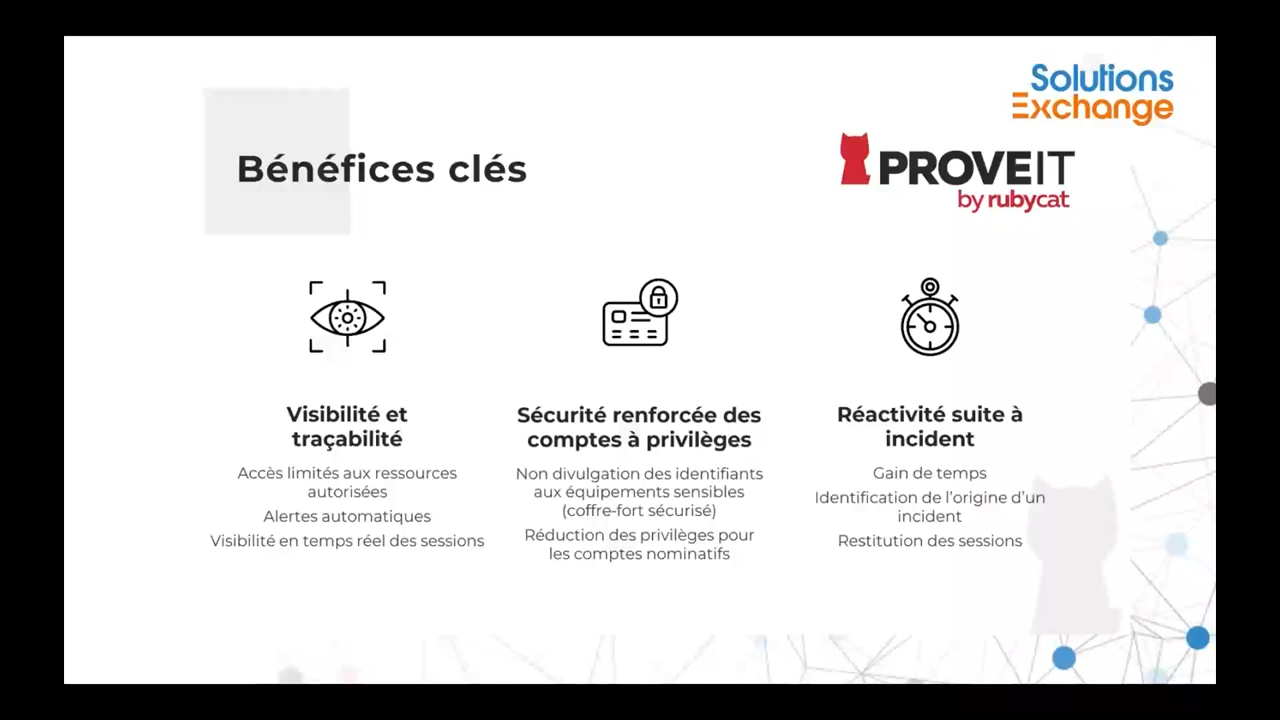 Solutions
Exchange
Bénéfices clés
PROVEIT
by rubycat
Visibilité et
traçabilité
Accès limités aux ressources
autorisées
Alertes automatiques
Visibilité en temps réel des sessions
Sécurité renforcée des
comptes à privilèges
Non divulgation des identifiants
aux équipements sensibles
(coffre-fort sécurisé)
Réduction des privilèges pour
les comptes nominatifs
Réactivité suite à
incident
Gain de temps
Identification de l'origine d'un
incident
Restitution des sessions